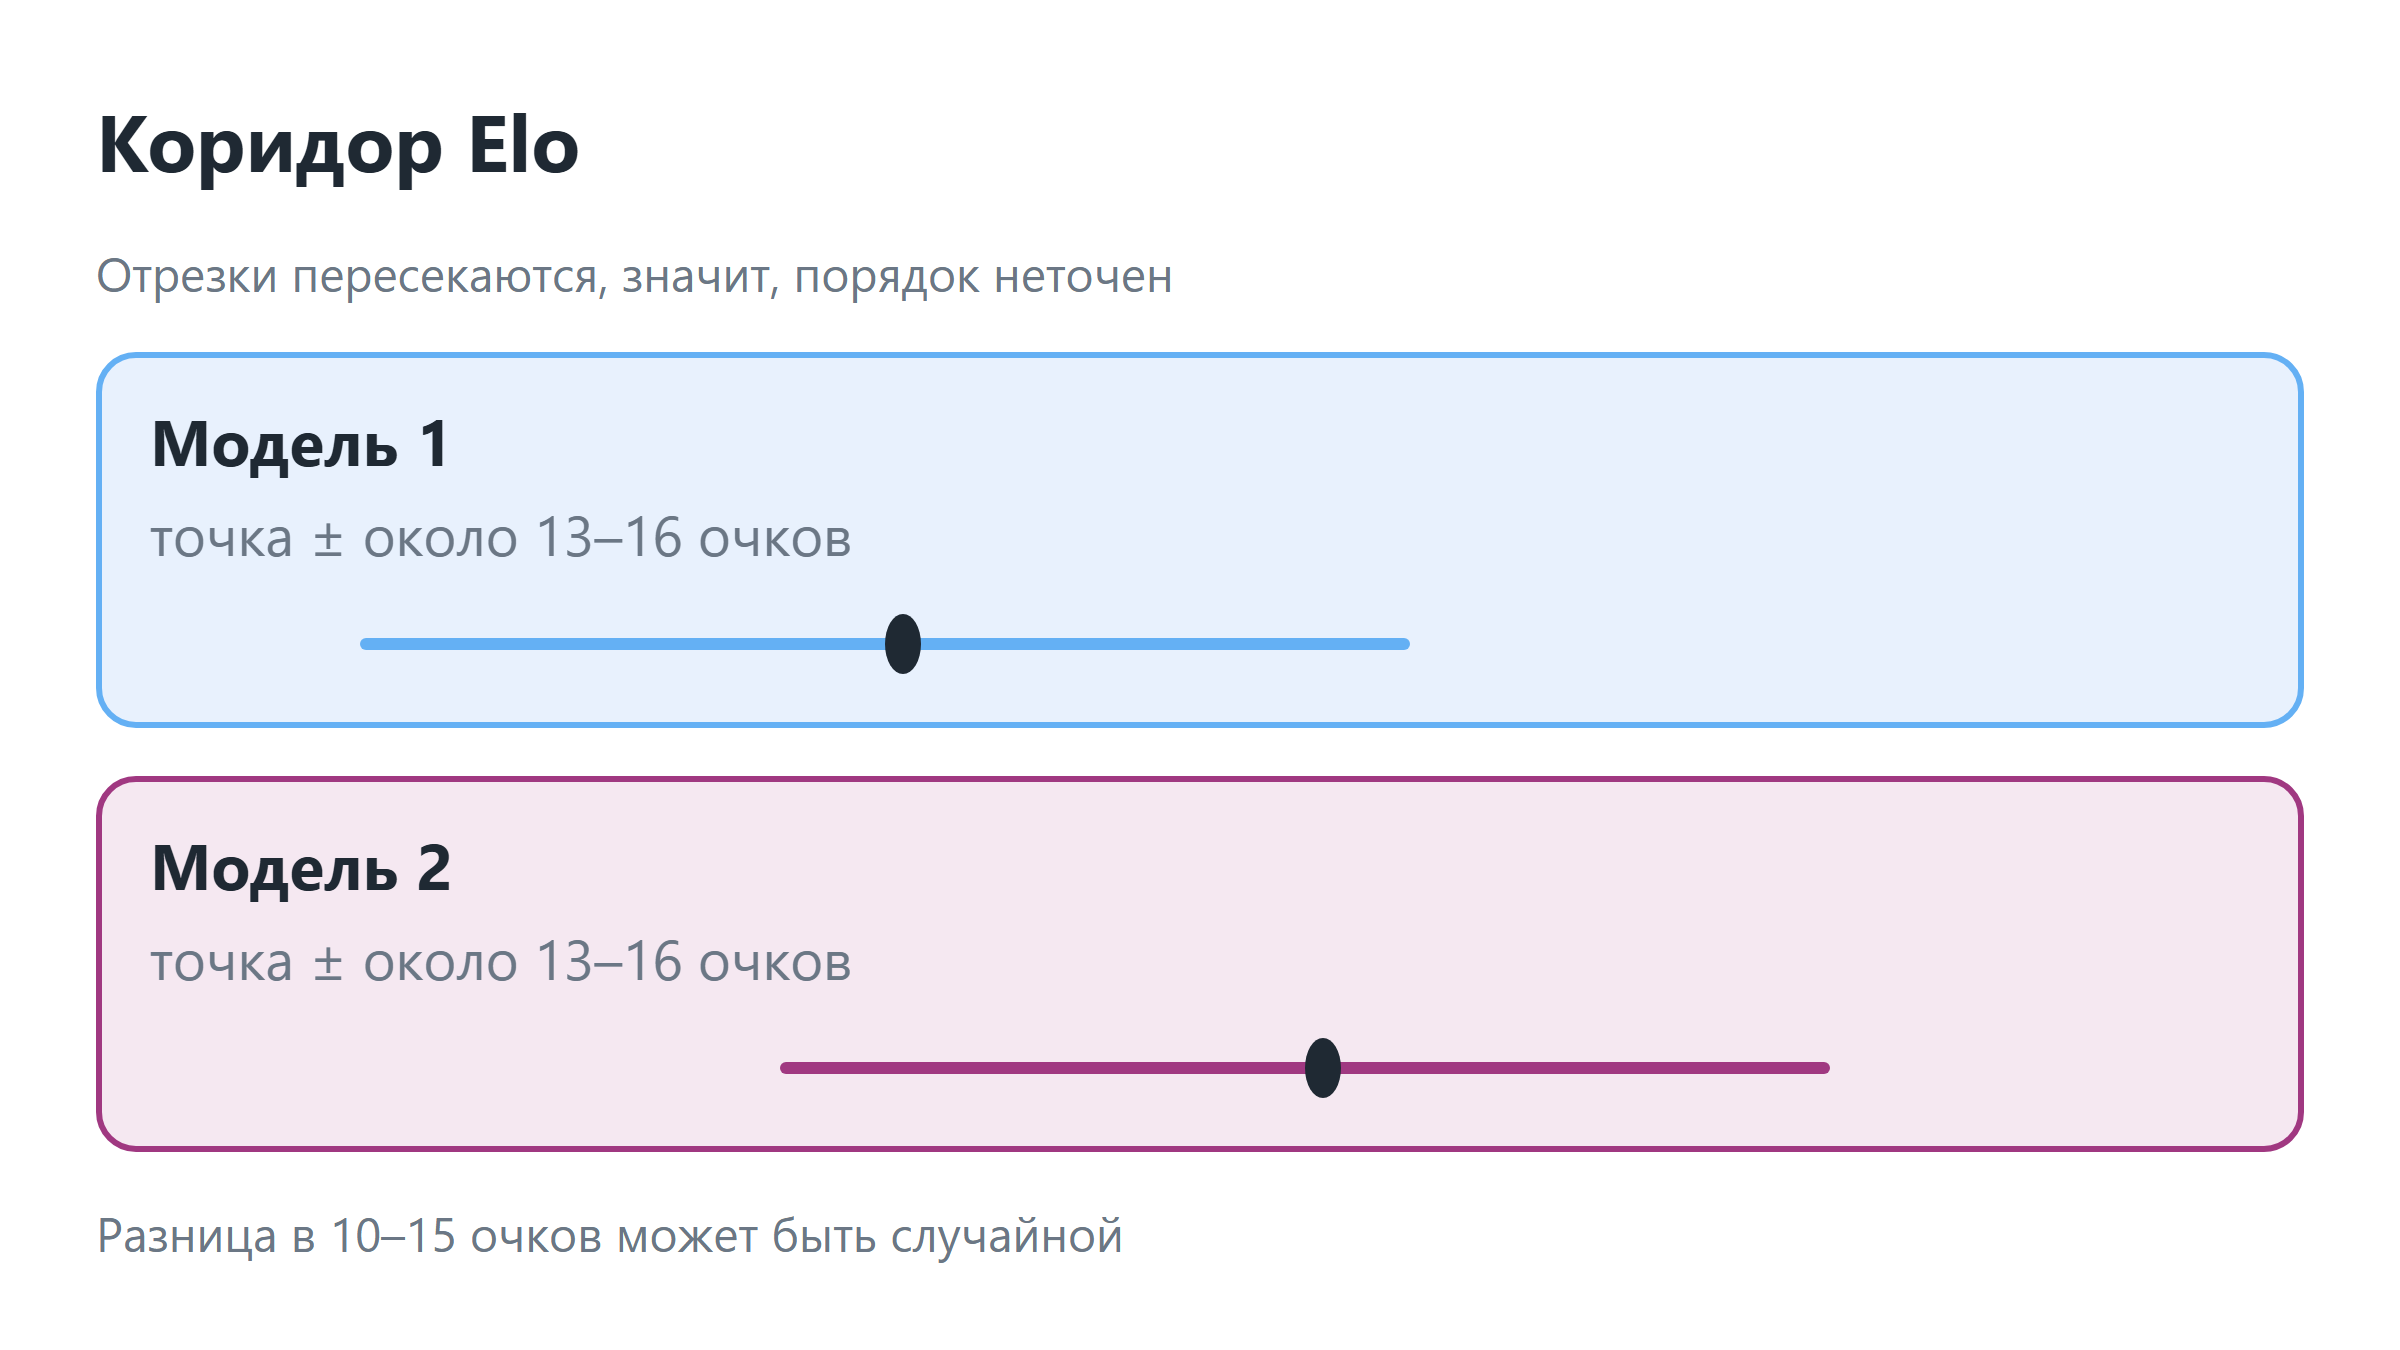 Коридор Elo
Отрезки пересекаются, значит, порядок неточен
Модель 1
точка ± около 13–16 очков
Модель 2
точка ± около 13–16 очков
Разница в 10–15 очков может быть случайной